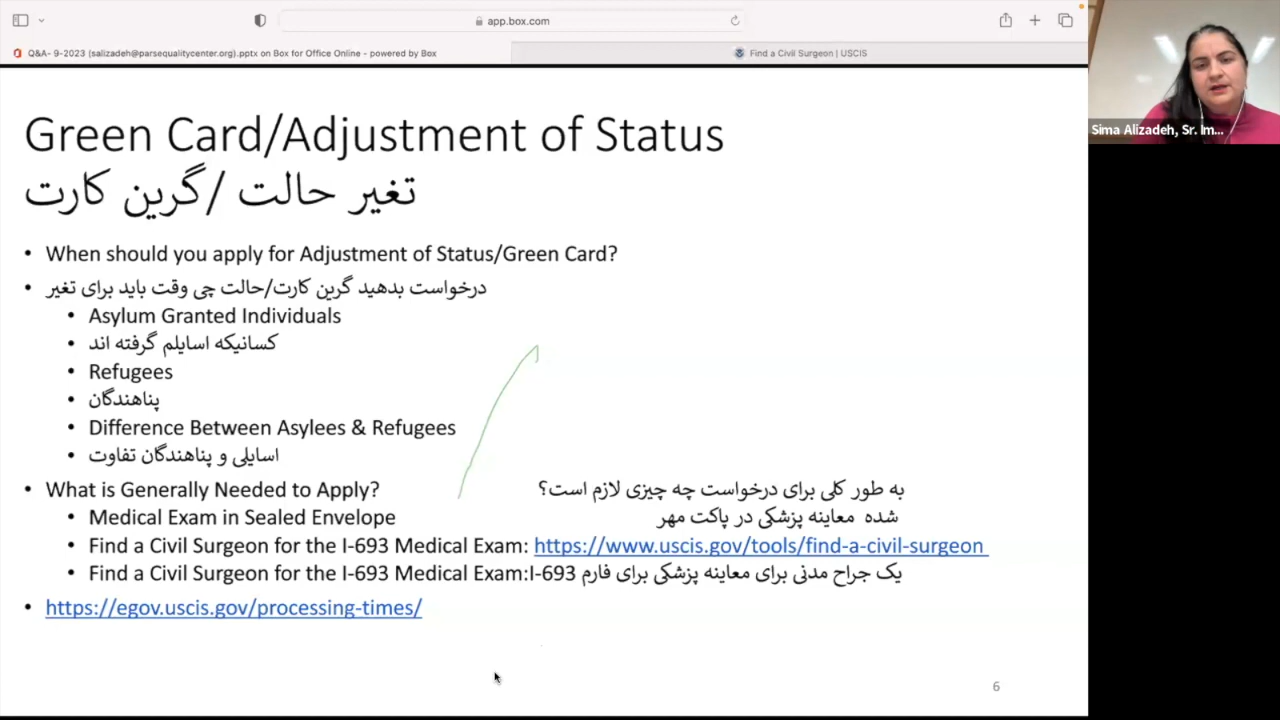 app.box.com
Q&A- 9-2023 (salizadeh@parsequalitycenter.org).pptx on Box for Office Online - powered by Box
Find a Civil Surgeon | USCIS
Sima Alizadeh, Sr. Im...
Green Card/Adjustment of Status
تغیر حالت /گرین کارت
• When should you apply for Adjustment of Status/Green Card?
• درخواست بدهید گرین کارت/حالت چی وقت باید برای تغیر
• Asylum Granted Individuals
• کسانیکه اسایلم گرفته اند
• Refugees
• پناهندگان
• Difference Between Asylees & Refugees
• اسایلی و پناهندگان تفاوت
• What is Generally Needed to Apply? به طور کلی برای درخواست چه چیزی لازم است؟
• Medical Exam in Sealed Envelope شده معاینه پزشکی در پاکت مهر
• Find a Civil Surgeon for the I-693 Medical Exam: https://www.uscis.gov/tools/find-a-civil-surgeon
• Find a Civil Surgeon for the I-693 Medical Exam:I-693 یک جراح مدنی برای معاینه پزشکی برای فارم
• https://egov.uscis.gov/processing-times/
6